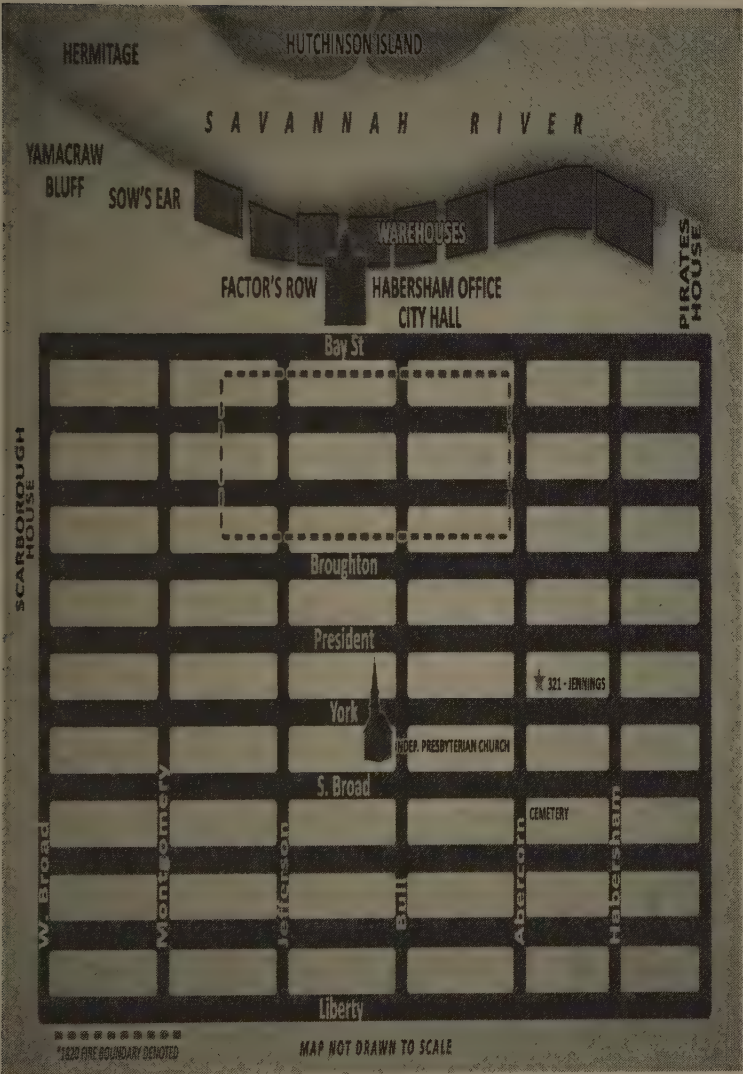 HUTCHINSON ISLAND
HERMITAGE
SAVANNAH RIVER
YAMACRAW
BLUFF
SOW'S EAR
WAREHOUSES
PIRATES
HOUSE
FACTOR'S ROW
HABERSHAM OFFICE
CITY HALL
Bay St
SCARBOROUGH
HOUSE
Broughton
President
321 - JENNINGS
York
INDEP. PRESBYTERIAN CHURCH
S. Broad
CEMETERY
W. Broad
Montgomery
Jefferson
Bull
Abercorn
Habersham
Liberty
*1820 FIRE BOUNDARY DENOTED
MAP NOT DRAWN TO SCALE